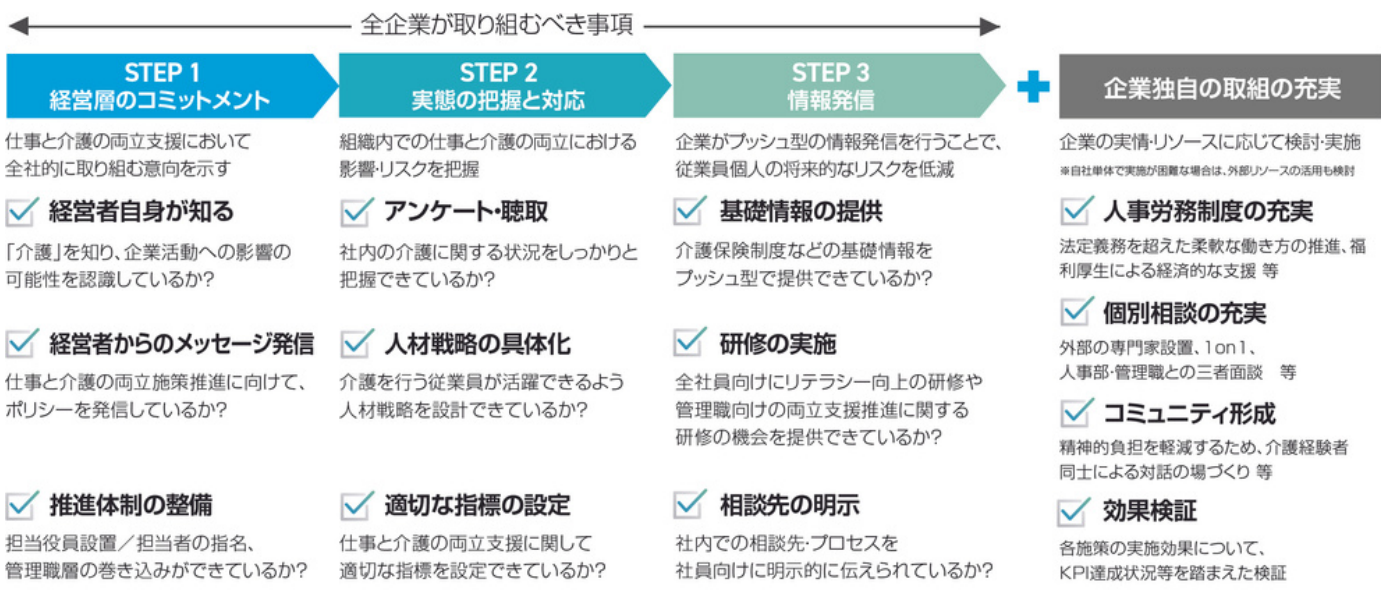 全企業が取り組むべき事項
STEP 1
経営層のコミットメント
仕事と介護の両立支援において
全社的に取り組む意向を示す
経営者自身が知る
「介護」を知り、企業活動への影響の
可能性を認識しているか?
経営者からのメッセージ発信
仕事と介護の両立施策推進に向けて、
ポリシーを発信しているか?
推進体制の整備
担当役員設置／担当者の指名、
管理職層の巻き込みができているか?
STEP 2
実態の把握と対応
組織内での仕事と介護の両立における
影響・リスクを把握
アンケート・聴取
社内の介護に関する状況をしっかりと
把握できているか?
人材戦略の具体化
介護を行う従業員が活躍できるよう
人材戦略を設計できているか?
適切な指標の設定
仕事と介護の両立支援に関して
適切な指標を設定できているか?
STEP 3
情報発信
企業がプッシュ型の情報発信を行うことで、
従業員個人の将来的なリスクを低減
基礎情報の提供
介護保険制度などの基礎情報を
プッシュ型で提供できているか?
研修の実施
全社員向けにリテラシー向上の研修や
管理職向けの両立支援推進に関する
研修の機会を提供できているか?
相談先の明示
社内での相談先・プロセスを
社員向けに明示的に伝えられているか?
企業独自の取組の充実
企業の実情・リソースに応じて検討・実施
※自社単体で実施が困難な場合は、外部リソースの活用も検討
人事労務制度の充実
法定義務を超えた柔軟な働き方の推進、福
利厚生による経済的な支援 等
個別相談の充実
外部の専門家設置、1on1、
人事部・管理職との三者面談 等
コミュニティ形成
精神的負担を軽減するため、介護経験者
同士による対話の場づくり 等
効果検証
各施策の実施効果について、
KPI達成状況等を踏まえた検証